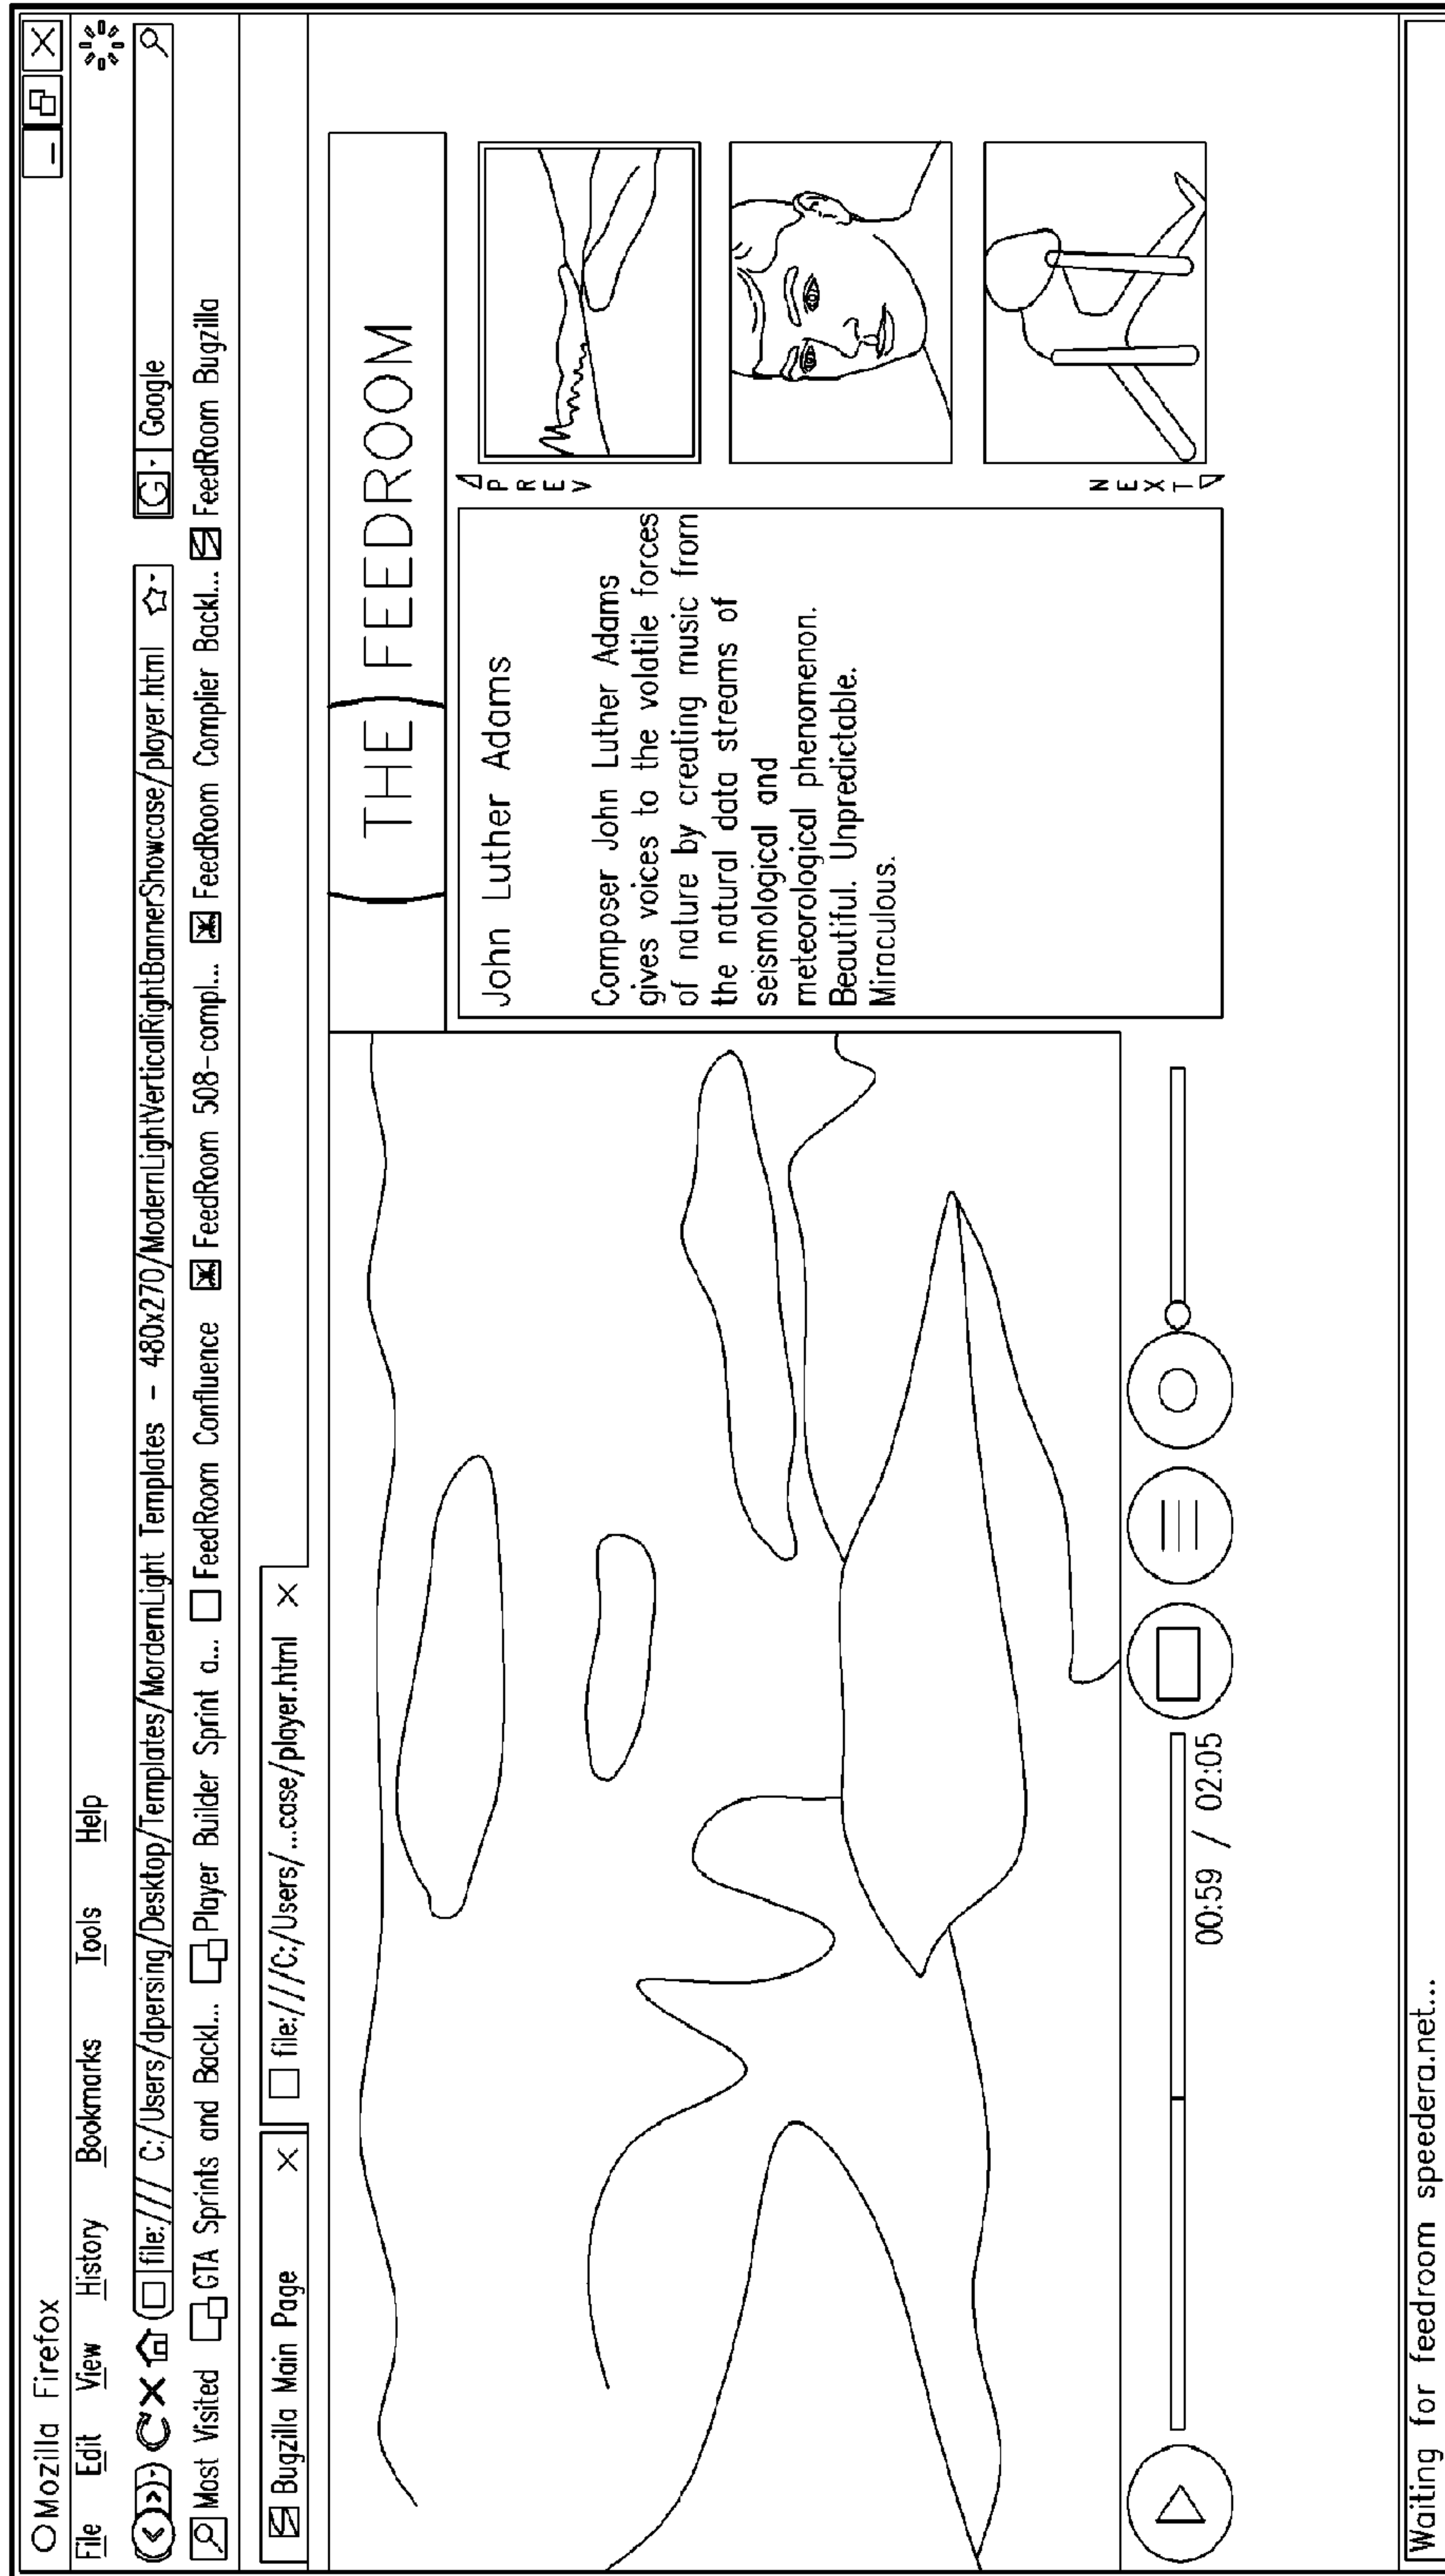 Mozilla Firefox
File Edit View History Bookmarks Tools Help
file:/// C:/Users/dpersing/Desktop/Templates/MordernLight Templates - 480x270/ModernLightVerticalRightBannerShowcase/player.html G Google
Most Visited GTA Sprints and Backl... Player Builder Sprint a... FeedRoom Confluence FeedRoom 508-compl... FeedRoom Complier Backl... FeedRoom Bugzilla
Bugzilla Main Page X file:///C:/Users/...case/player.html X
( THE ) FEEDROOM
John Luther Adams
Composer John Luther Adams
gives voices to the volatile forces
of nature by creating music from
the natural data streams of
seismological and
meteorological phenomenon.
Beautiful. Unpredictable.
Miraculous.
PREV
NEXT
00:59 / 02:05
Waiting for feedroom speedera.net...